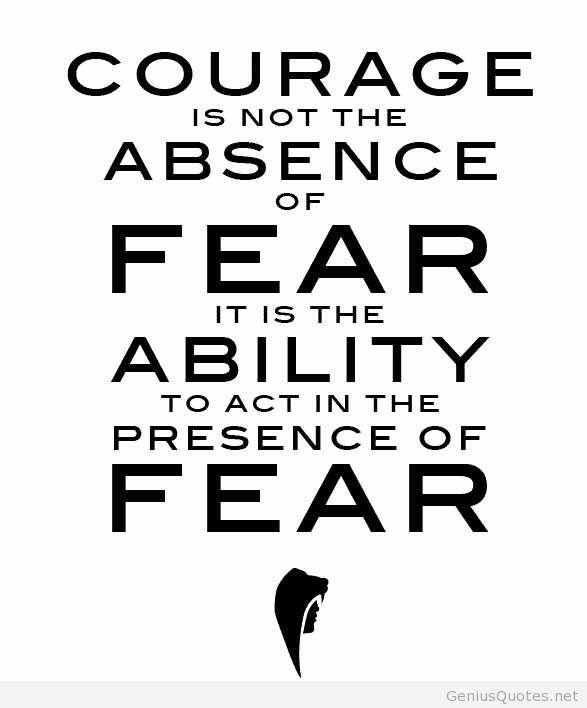 COURAGE
IS NOT THE
ABSENCE
OF
FEAR
IT IS THE
ABILITY
TO ACT IN THE
PRESENCE OF
FEAR
GeniusQuotes.net